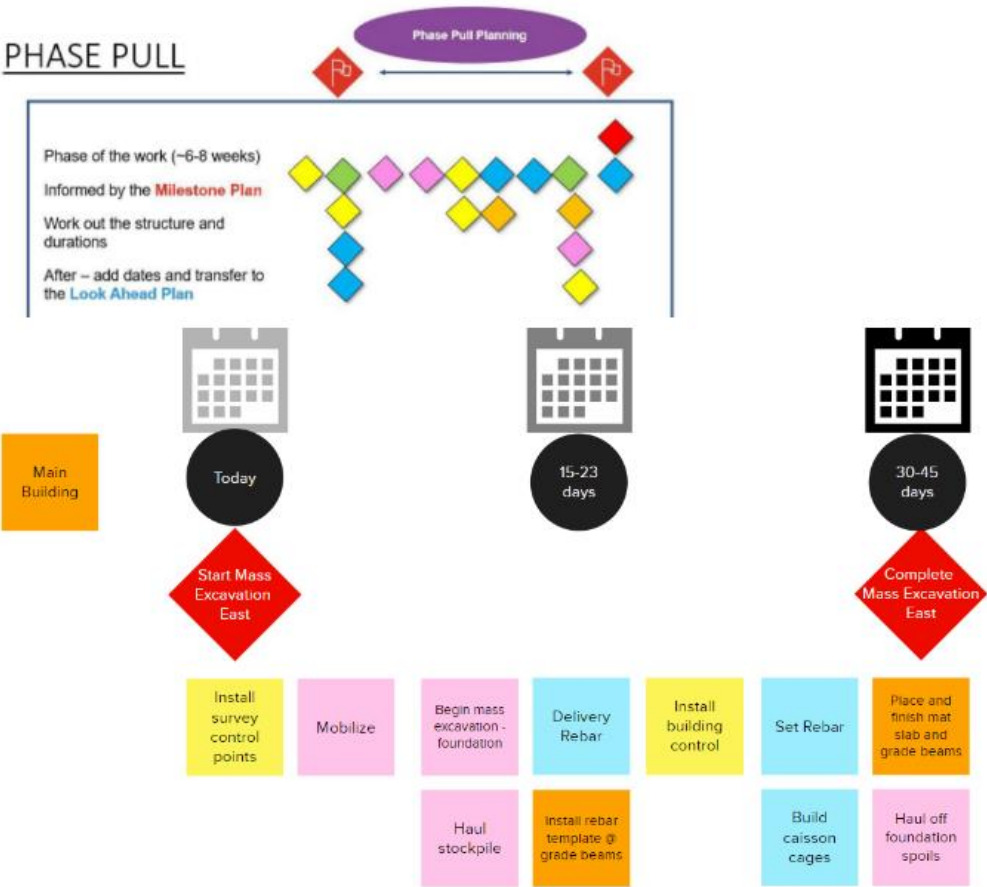 Phase Pull Planning
PHASE PULL
Phase of the work (~6-8 weeks)
Informed by the Milestone Plan
Work out the structure and
durations
After – add dates and transfer to
the Look Ahead Plan
Main
Building
Today
15-23
days
30-45
days
Start Mass
Excavation
East
Complete
Mass Excavation
East
Install
survey
control
points
Mobilize
Begin mass
excavation -
foundation
Delivery
Rebar
Install
building
control
Set Rebar
Place and
finish mat
slab and
grade beams
Haul
stockpile
Install rebar
template @
grade beams
Build
caisson
cages
Haul off
foundation
spoils